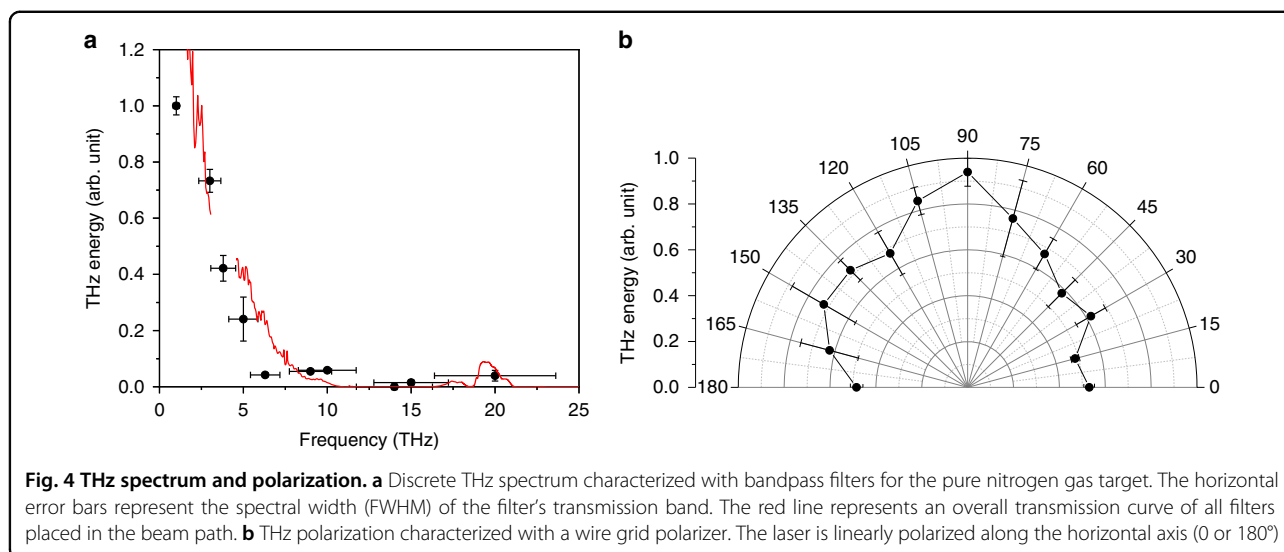 a
THz energy (arb. unit)
1.2
1.0
0.8
0.6
0.4
0.2
0.0
0 5 10 15 20 25
Frequency (THz)
b
THz energy (arb. unit)
1.0
0.8
0.6
0.4
0.2
0.0
180
165
150
135
120
105
90
75
60
45
30
15
0
Fig. 4 THz spectrum and polarization. a Discrete THz spectrum characterized with bandpass filters for the pure nitrogen gas target. The horizontal
error bars represent the spectral width (FWHM) of the filter's transmission band. The red line represents an overall transmission curve of all filters
placed in the beam path. b THz polarization characterized with a wire grid polarizer. The laser is linearly polarized along the horizontal axis (0 or 180°)